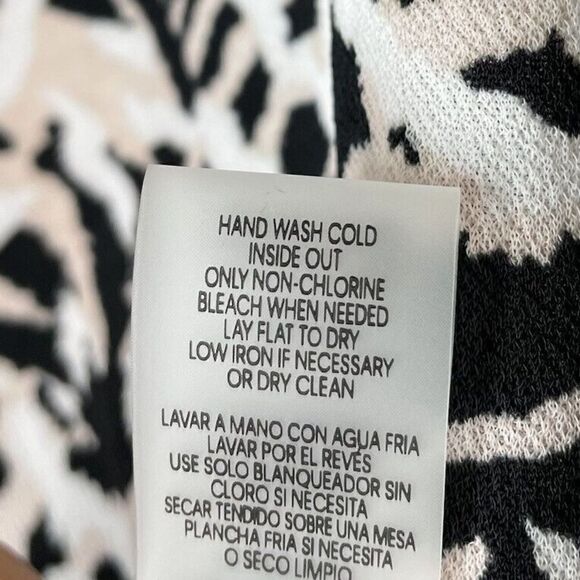 HAND WASH COLD
INSIDE OUT
ONLY NON-CHLORINE
BLEACH WHEN NEEDED
LAY FLAT TO DRY
LOW IRON IF NECESSARY
OR DRY CLEAN
LAVAR A MANO CON AGUA FRIA
LAVAR POR EL REVÉS
USE SOLO BLANQUEADOR SIN
CLORO SI NECESITA
SECAR TENDIDO SOBRE UNA MESA
PLANCHA FRIA SI NECESITA
O SECO LIMPIO